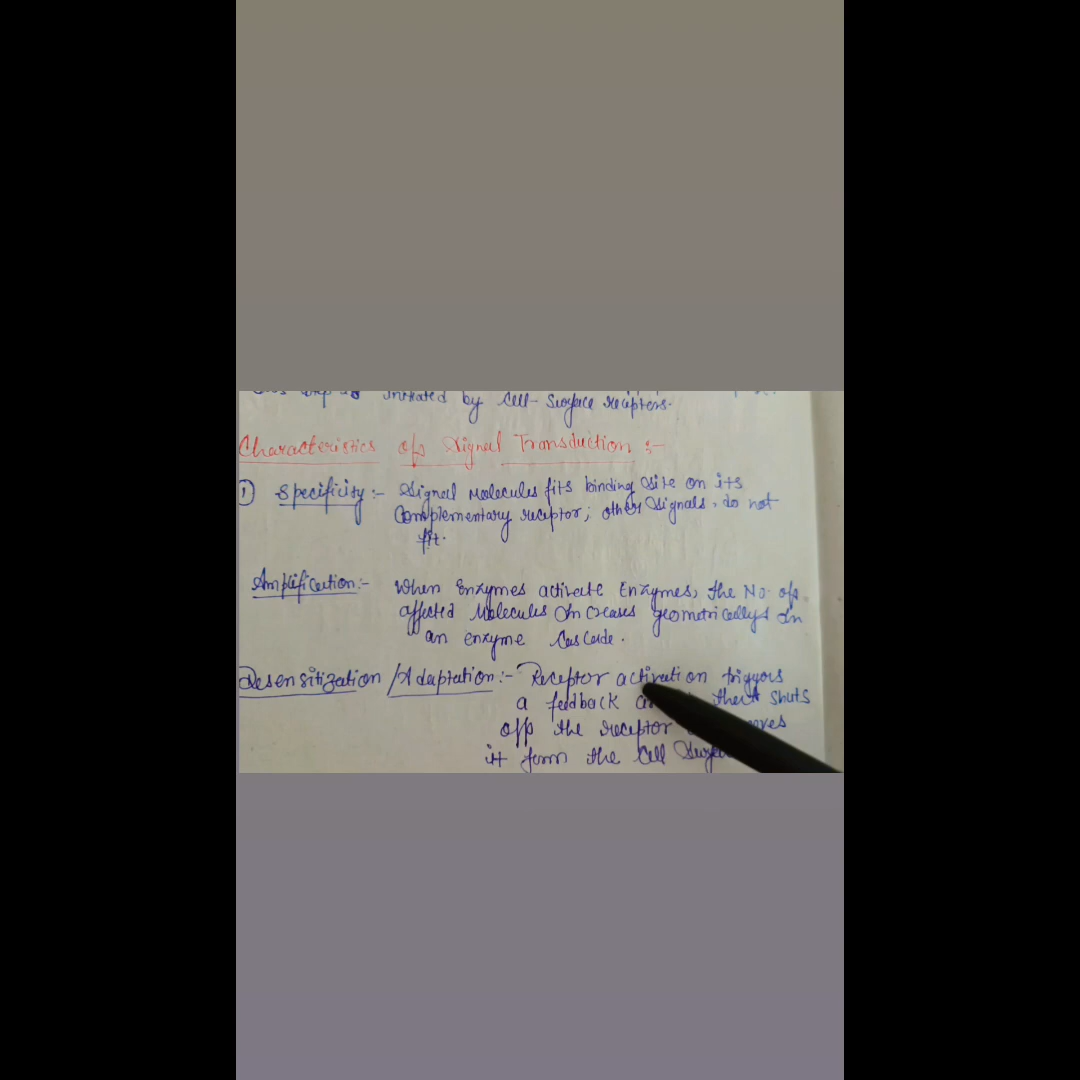 initiated by Cell-Surface receptors.
Characteristics of Signal Transduction :-
① Specificity :- Signal Molecules fits binding Site on its
Complementary receptor; other Signals, do not
fit.
Amplification :- When Enzymes activate Enzymes, the No. of
affected Molecules Increases geometrically In
an enzyme Cascade.
Desensitization / Adaptation :- Receptor activation triggers
a feedback that Shuts
off the receptor
it form the Cell